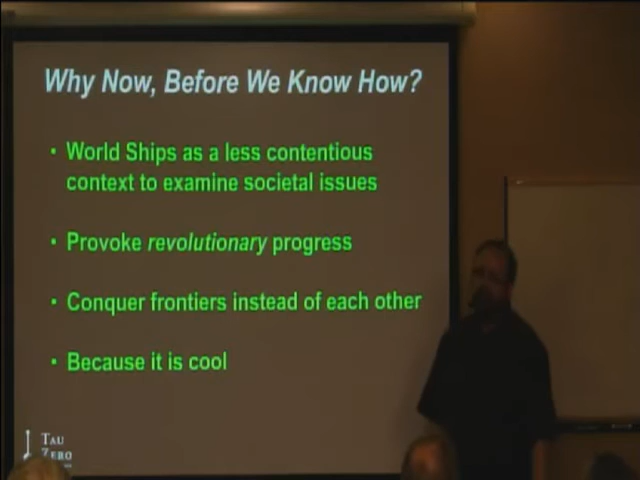 Why Now, Before We Know How?
• World Ships as a less contentious
context to examine societal issues
• Provoke revolutionary progress
• Conquer frontiers instead of each other
• Because it is cool
TAU
ZERO